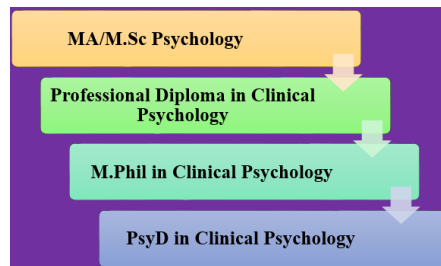 MA/M.Sc Psychology
Professional Diploma in Clinical
Psychology
M.Phil in Clinical Psychology
PsyD in Clinical Psychology